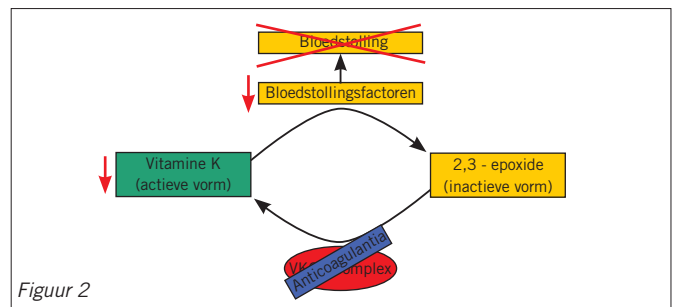 Bloedstolling
Bloedstollingsfactoren
Vitamine K
(actieve vorm)
2,3 - epoxide
(inactieve vorm)
Anticoagulantia
Figuur 2